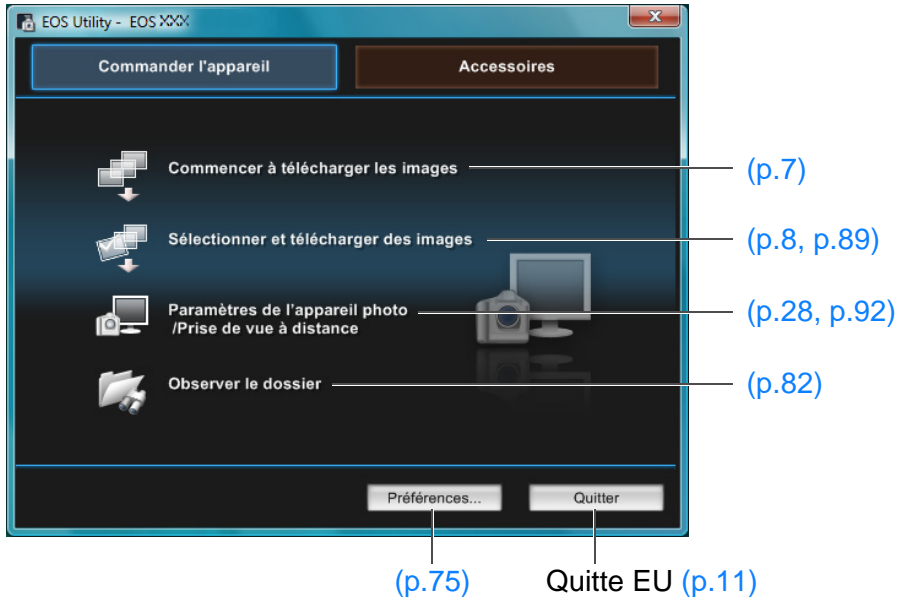 EOS Utility - EOS XXX
Commander l'appareil
Accessoires
Commencer à télécharger les images
(p.7)
Sélectionner et télécharger des images
(p.8, p.89)
Paramètres de l'appareil photo
/Prise de vue à distance
(p.28, p.92)
Observer le dossier
(p.82)
Préférences...
Quitter
(p.75)
Quitte EU (p.11)